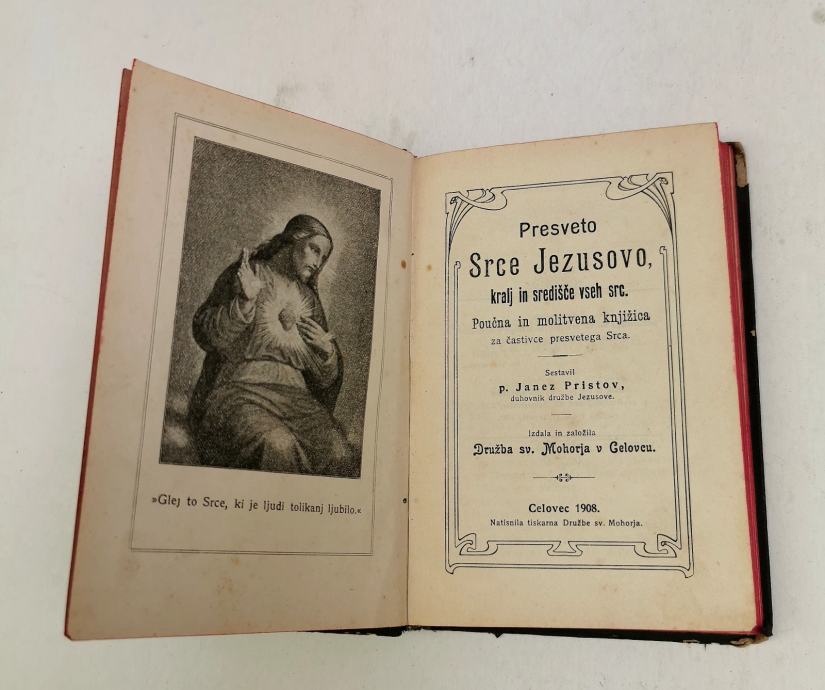 »Glej to Srce, ki je ljudi tolikanj ljubilo.«
Presveto
Srce Jezusovo,
kralj in središče vseh src.
Poučna in molitvena knjižica
za častivce presvetega Srca.
Sestavil
p. Janez Pristov,
duhovnik družbe Jezusove.
Izdala in založila
Družba sv. Mohorja v Celovcu.
Celovec 1908.
Natisnila tiskarna Družbe sv. Mohorja.